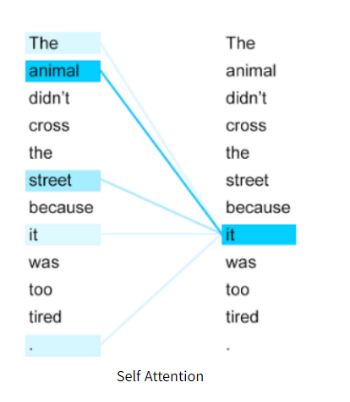 The The
animal animal
didn't didn't
cross cross
the the
street street
because because
it it
was was
too too
tired tired
. .
Self Attention